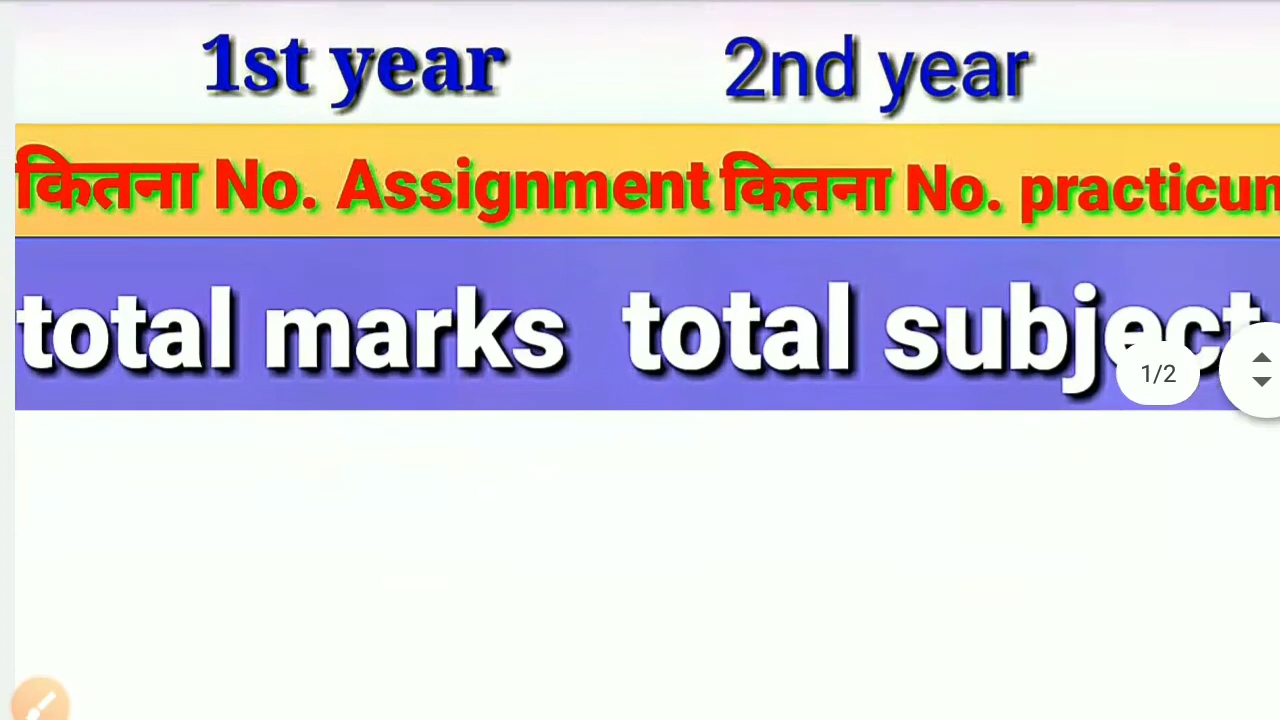 1st year 2nd year
कितना No. Assignment कितना No. practicum
total marks total subject
1/2